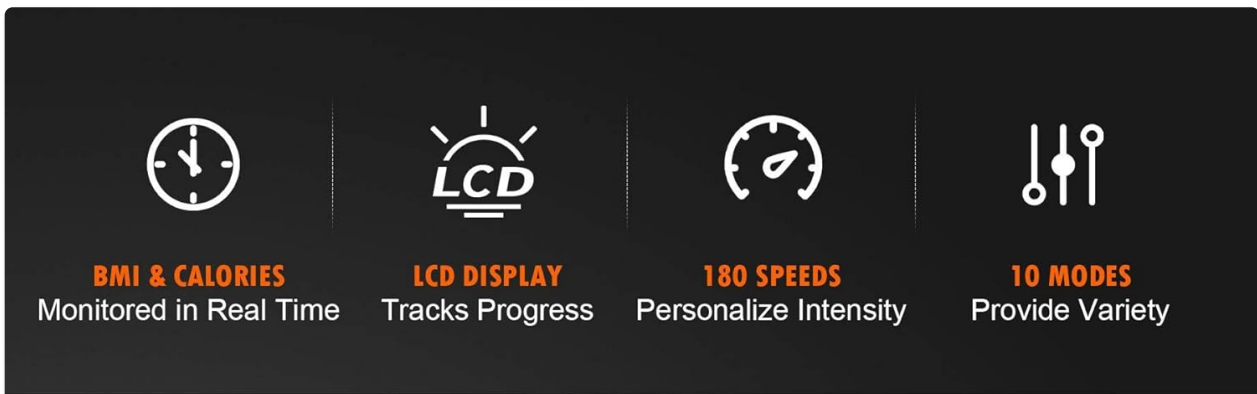 LCD
BMI & CALORIES
Monitored in Real Time
LCD DISPLAY
Tracks Progress
180 SPEEDS
Personalize Intensity
10 MODES
Provide Variety